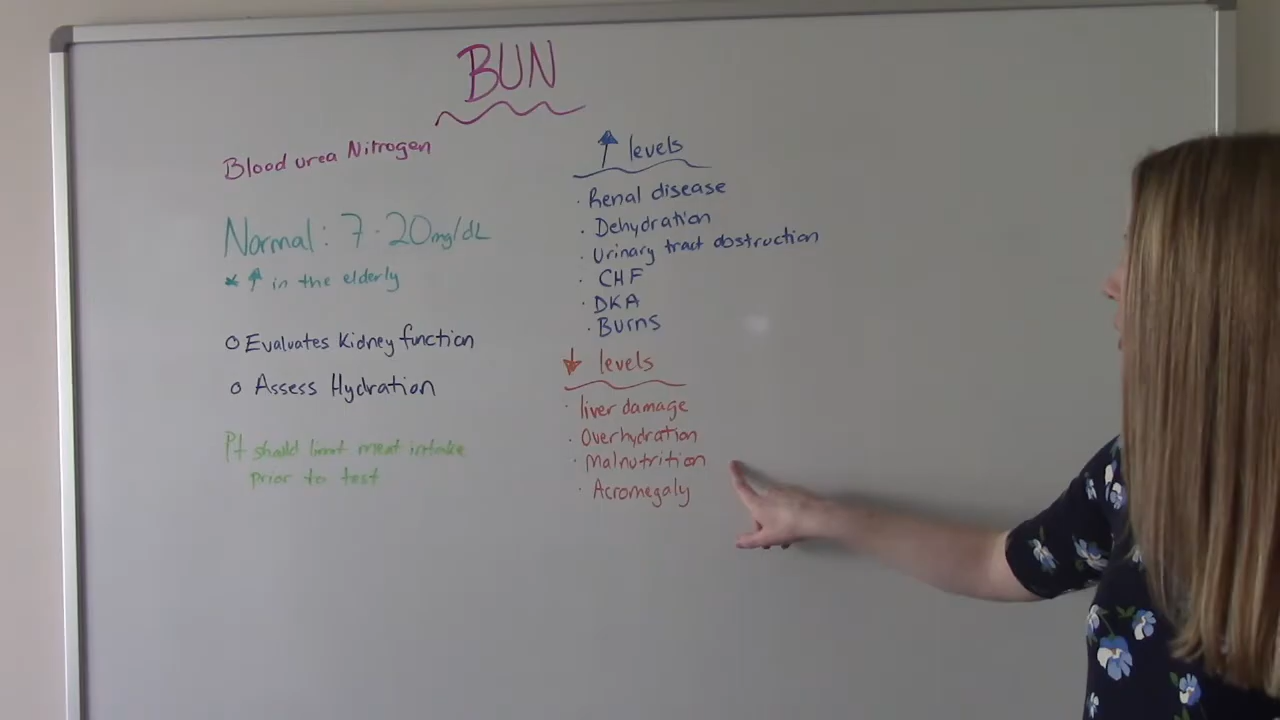 BUN
Blood urea Nitrogen
Normal: 7-20mg/dL
* ↑ in the elderly
o Evaluates Kidney function
o Assess Hydration
Pt should limit meat intake
prior to test
↑ levels
· Renal disease
· Dehydration
· Urinary tract obstruction
· CHF
· DKA
· Burns
↓ levels
· liver damage
· Overhydration
· Malnutrition
· Acromegaly